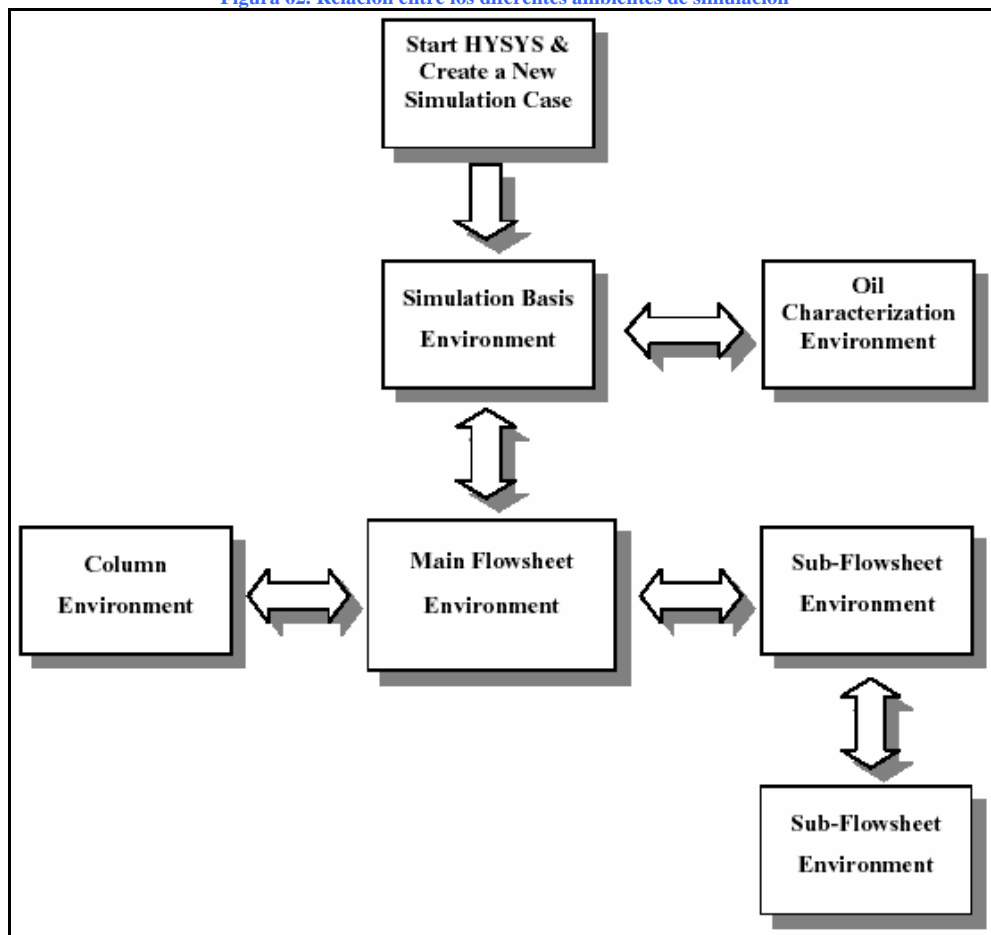 Figura 62. Relación entre los diferentes ambientes de simulación
Start HYSYS &
Create a New
Simulation Case
Simulation Basis
Environment
Oil
Characterization
Environment
Column
Environment
Main Flowsheet
Environment
Sub-Flowsheet
Environment
Sub-Flowsheet
Environment